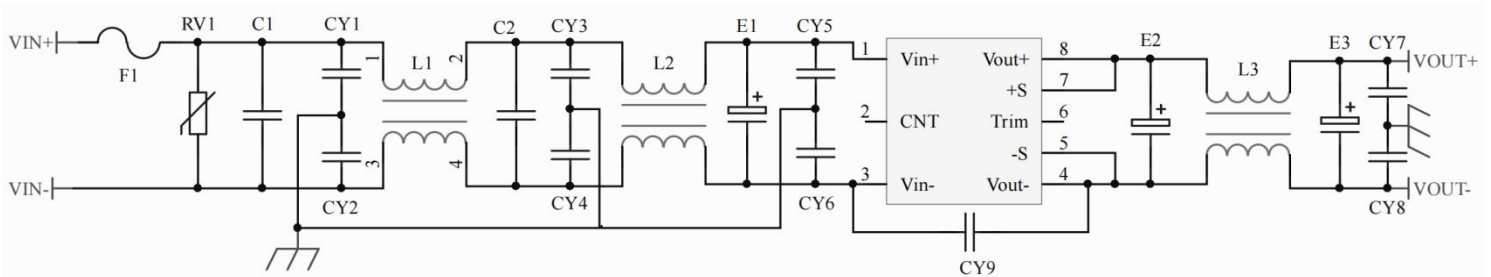 VIN+
F1
RV1
C1
CY1
1
L1
2
C2
CY3
L2
E1
+
CY5
1
Vin+
Vout+
8
+S
7
2
CNT
Trim
6
-S
5
3
Vin-
Vout-
4
E2
+
L3
E3
+
CY7
VOUT+
VIN-
CY2
3
4
CY4
CY6
CY9
CY8
VOUT-